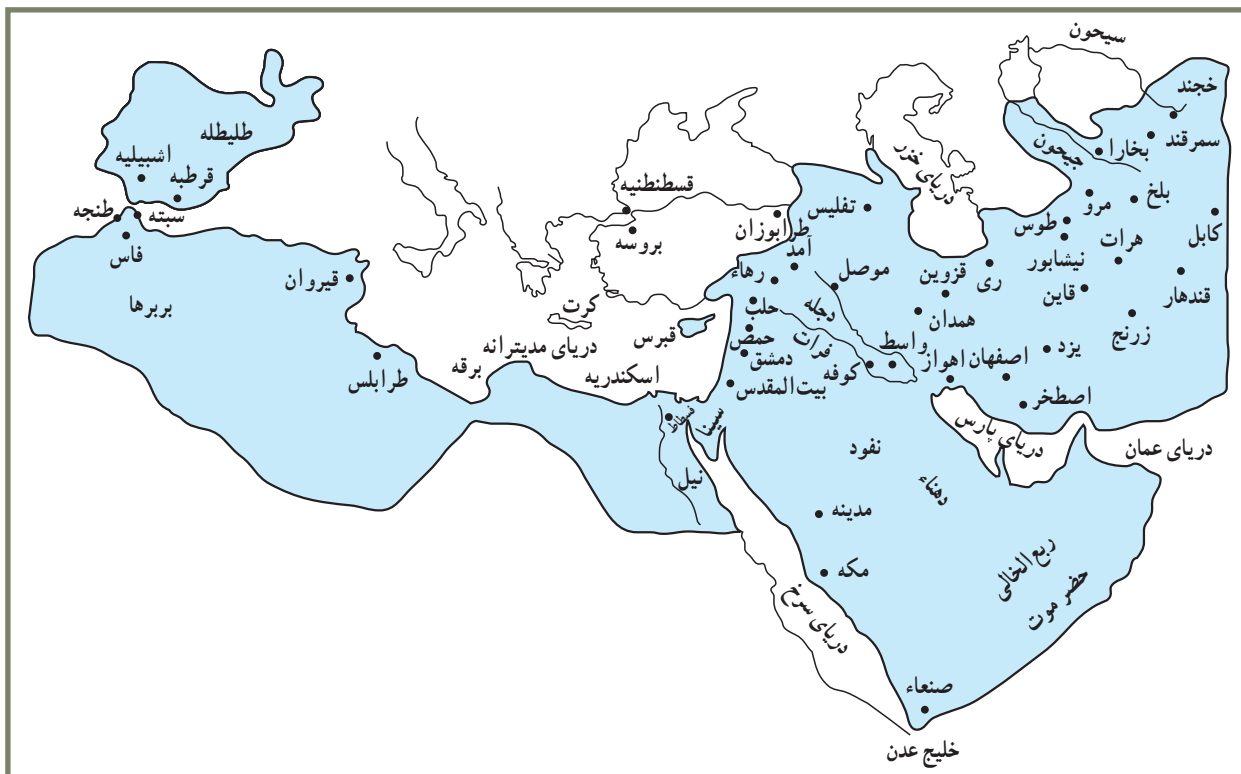 سیحون
خجند
سمرقند
بخارا
جیحون
دریای خزر
طلیطله
اشبیلیه
قرطبه
سبته
طنجه
فاس
بربرها
قیروان
طرابلس
برقه
قسطنطنیه
بروسه
طرابوزان
تفلیس
آمد
رهاء
موصل
حلب
حمص
دمشق
بیت‌المقدس
دجله
فرات
کرت
قبرس
دریای مدیترانه
اسکندریه
فسطاط
سینا
نیل
بلخ
مرو
طوس
نیشابور
هرات
کابل
قندهار
قاین
زرنج
ری
قزوین
همدان
واسط
کوفه
اهواز
اصفهان
یزد
اصطخر
دریای پارس
دریای عمان
نفود
دهناء
مدینه
مکه
ربع الخالی
حضر موت
دریای سرخ
صنعاء
خلیج عدن